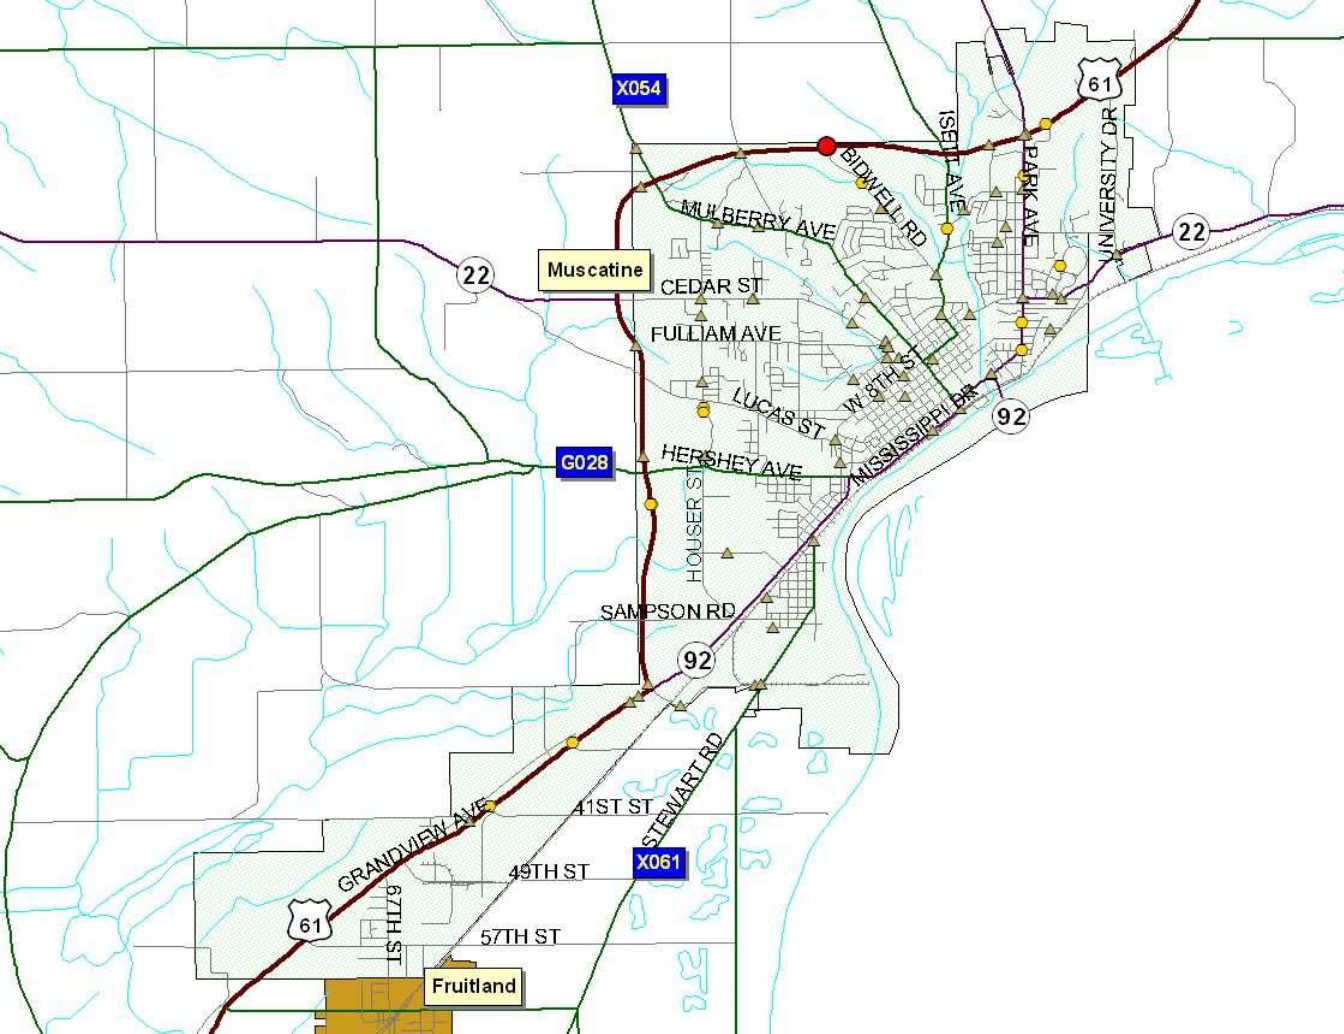 X054
61
ISETT AVE
UNIVERSITY DR
PARK AVE
BIDWELL RD
MULBERRY AVE
22
Muscatine
22
CEDAR ST
FULLIAM AVE
W 8TH ST
LUCAS ST
MISSISSIPPI DR
92
G028
HERSHEY AVE
HOUSER ST
SAMPSON RD
92
STEWART RD
41ST ST
GRANDVIEW AVE
X061
49TH ST
67TH ST
61
57TH ST
Fruitland